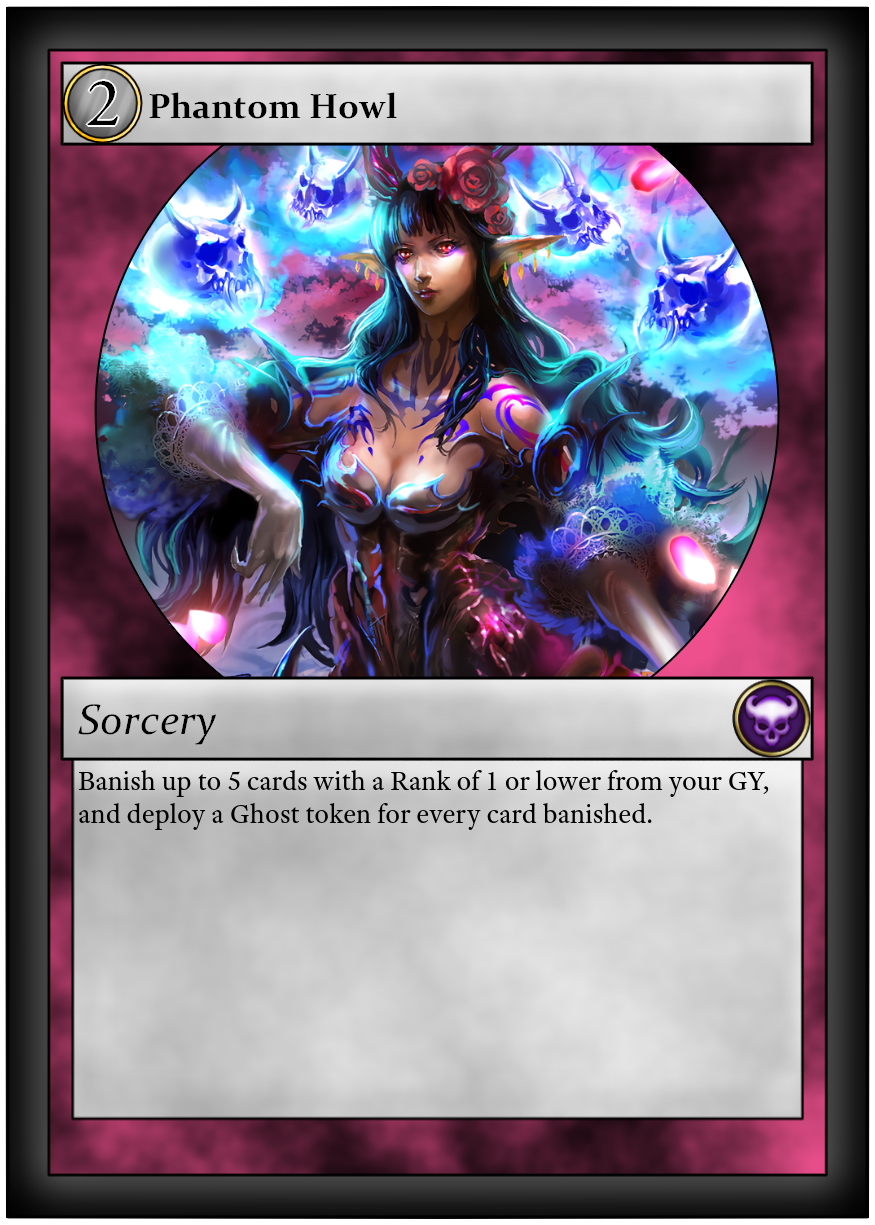 2 Phantom Howl
Sorcery
Banish up to 5 cards with a Rank of 1 or lower from your GY,
and deploy a Ghost token for every card banished.